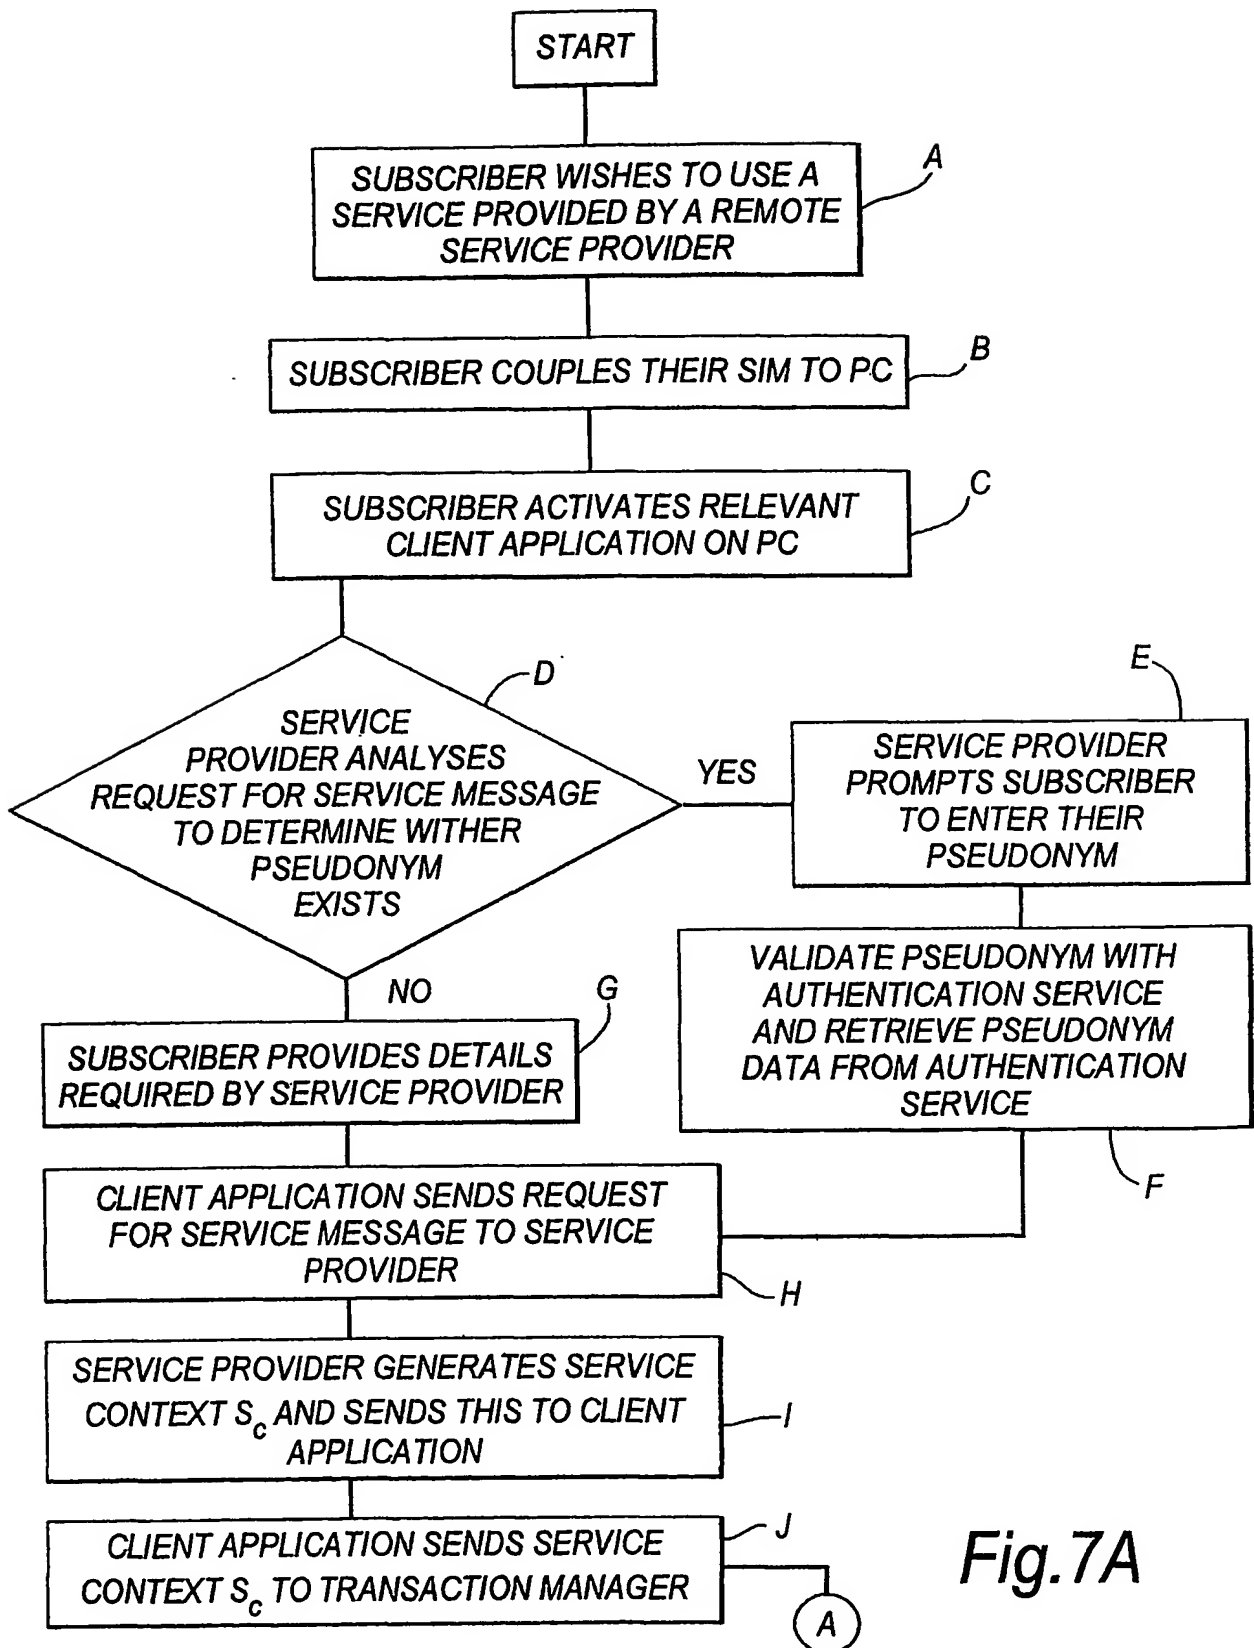 START
SUBSCRIBER WISHES TO USE A
SERVICE PROVIDED BY A REMOTE
SERVICE PROVIDER
A
SUBSCRIBER COUPLES THEIR SIM TO PC
B
SUBSCRIBER ACTIVATES RELEVANT
CLIENT APPLICATION ON PC
C
SERVICE
PROVIDER ANALYSES
REQUEST FOR SERVICE MESSAGE
TO DETERMINE WITHER
PSEUDONYM
EXISTS
D
YES
SERVICE PROVIDER
PROMPTS SUBSCRIBER
TO ENTER THEIR
PSEUDONYM
E
VALIDATE PSEUDONYM WITH
AUTHENTICATION SERVICE
AND RETRIEVE PSEUDONYM
DATA FROM AUTHENTICATION
SERVICE
F
NO
SUBSCRIBER PROVIDES DETAILS
REQUIRED BY SERVICE PROVIDER
G
CLIENT APPLICATION SENDS REQUEST
FOR SERVICE MESSAGE TO SERVICE
PROVIDER
H
SERVICE PROVIDER GENERATES SERVICE
CONTEXT Sc AND SENDS THIS TO CLIENT
APPLICATION
I
CLIENT APPLICATION SENDS SERVICE
CONTEXT Sc TO TRANSACTION MANAGER
J
A
Fig.7A